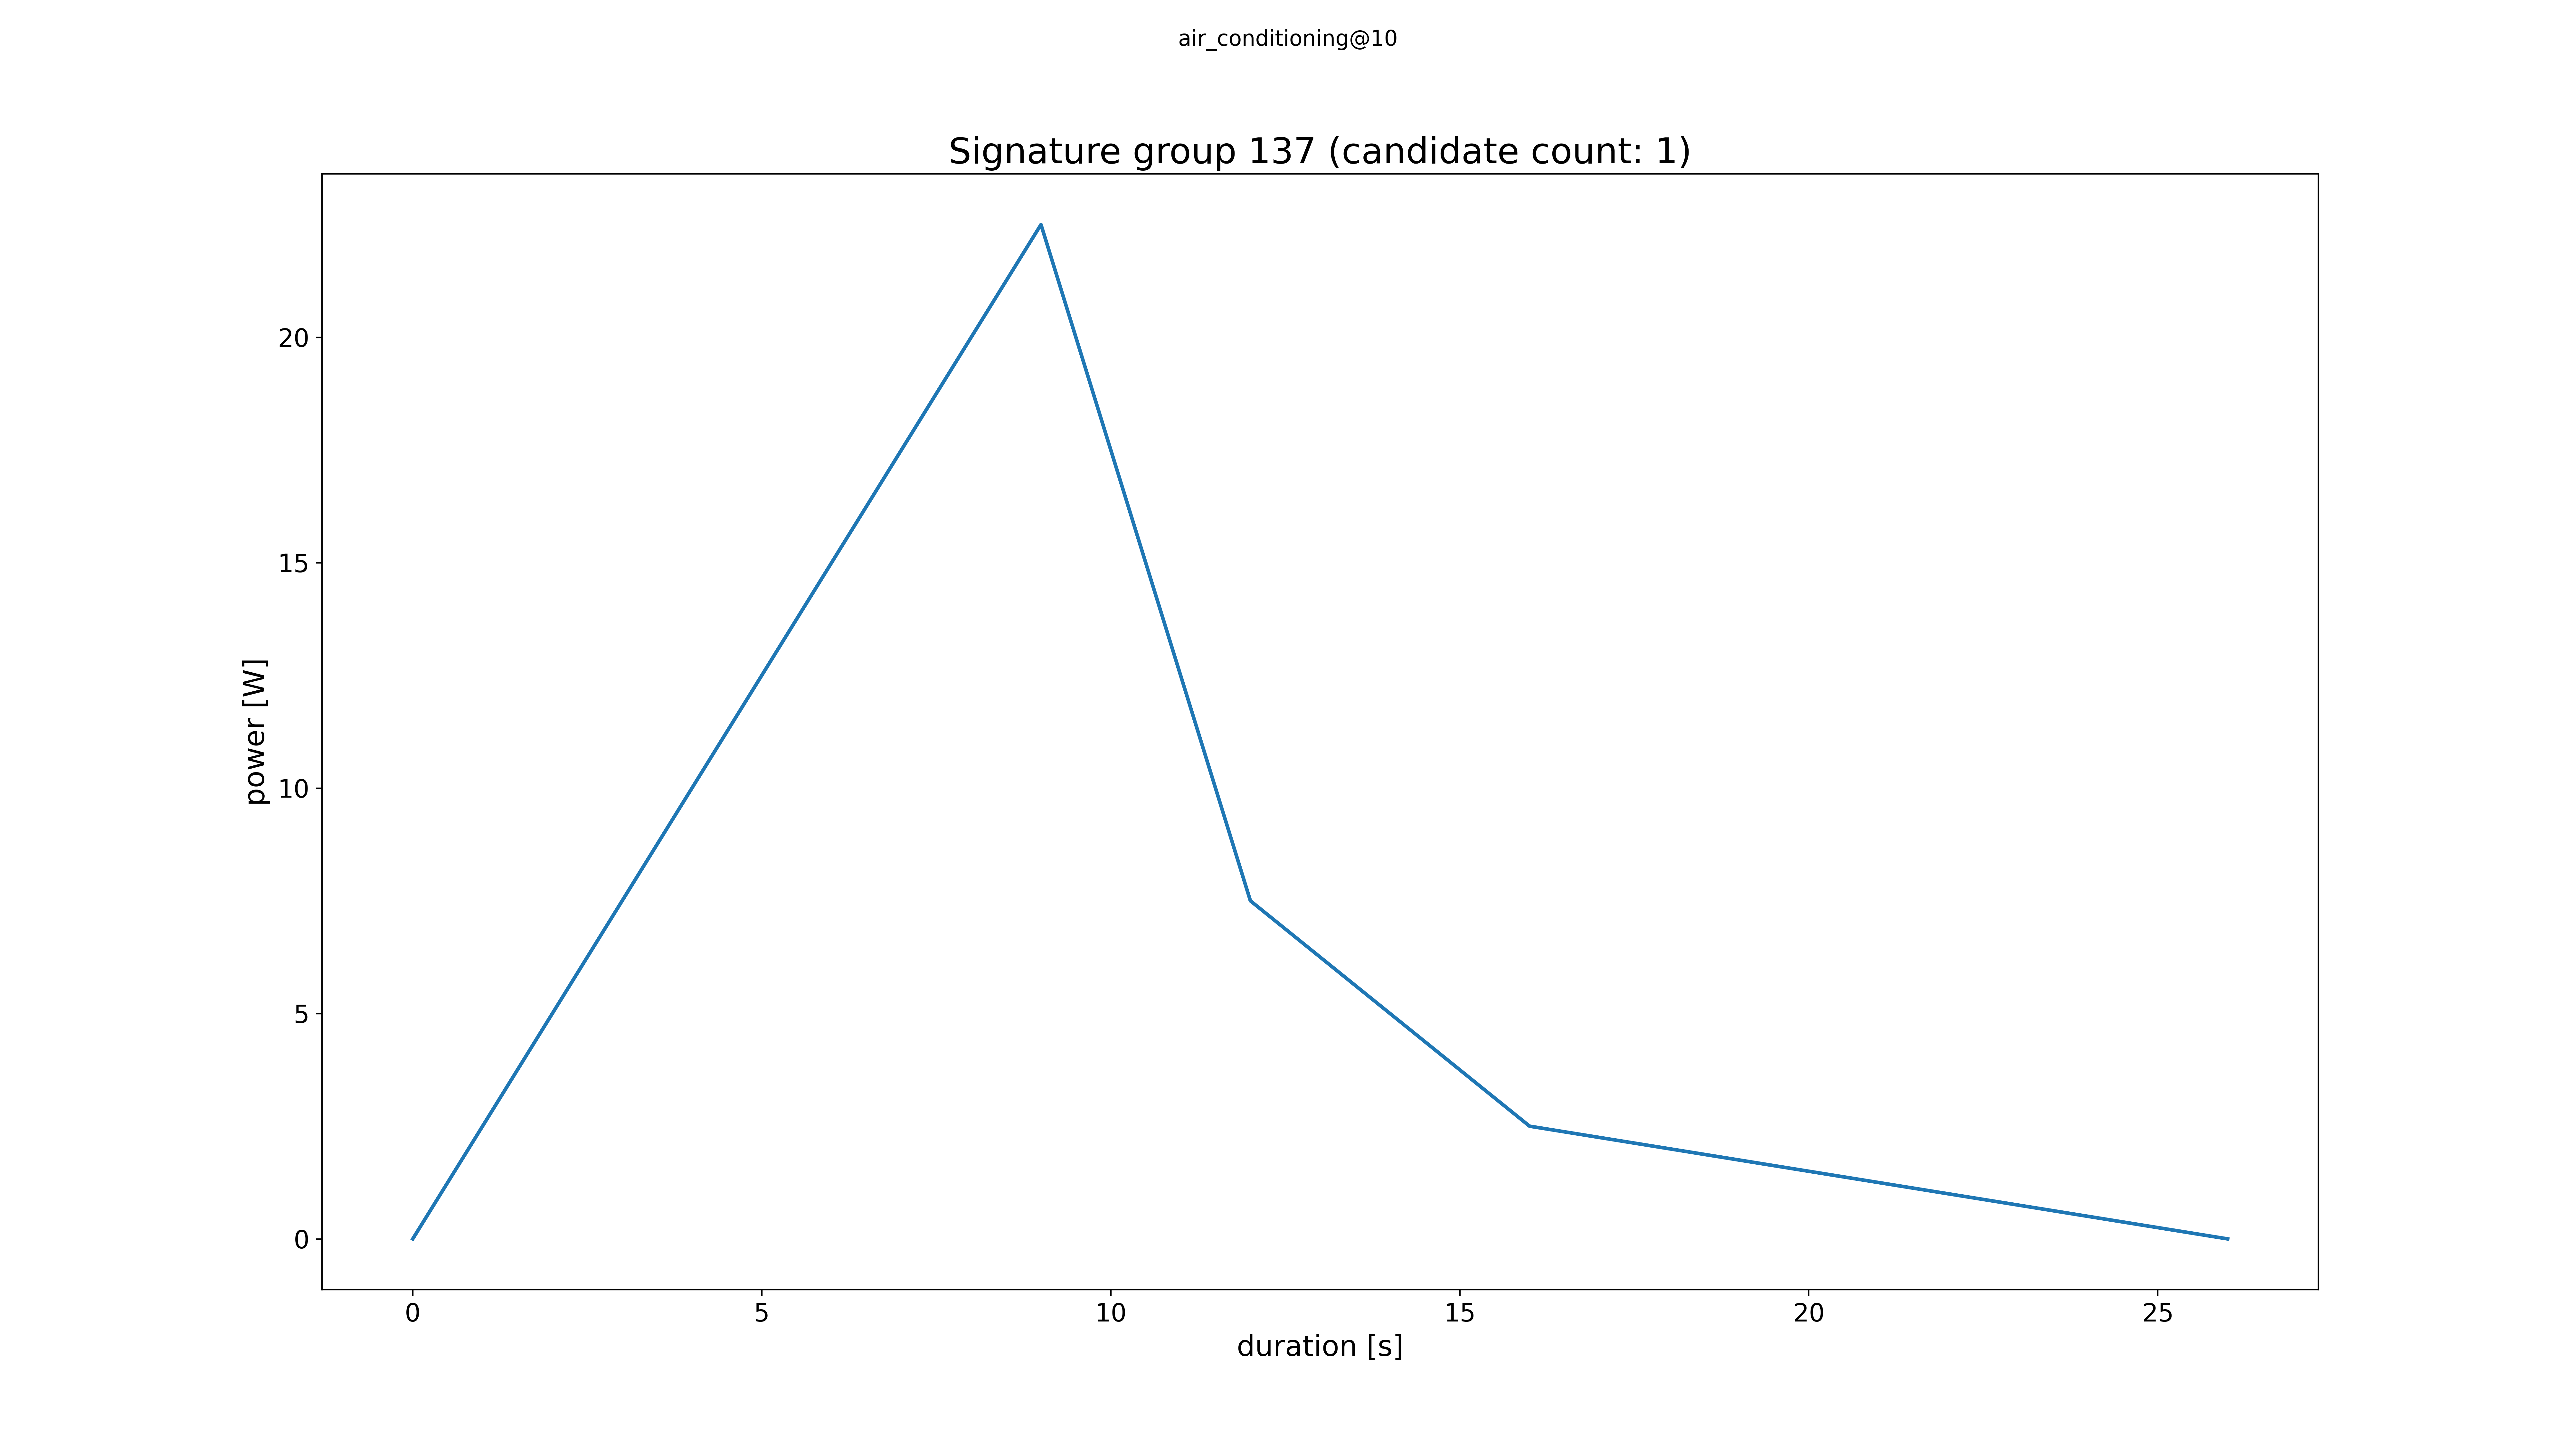 air_conditioning@10
Signature group 137 (candidate count: 1)
power [W]
20
15
10
5
0
0 5 10 15 20 25
duration [s]